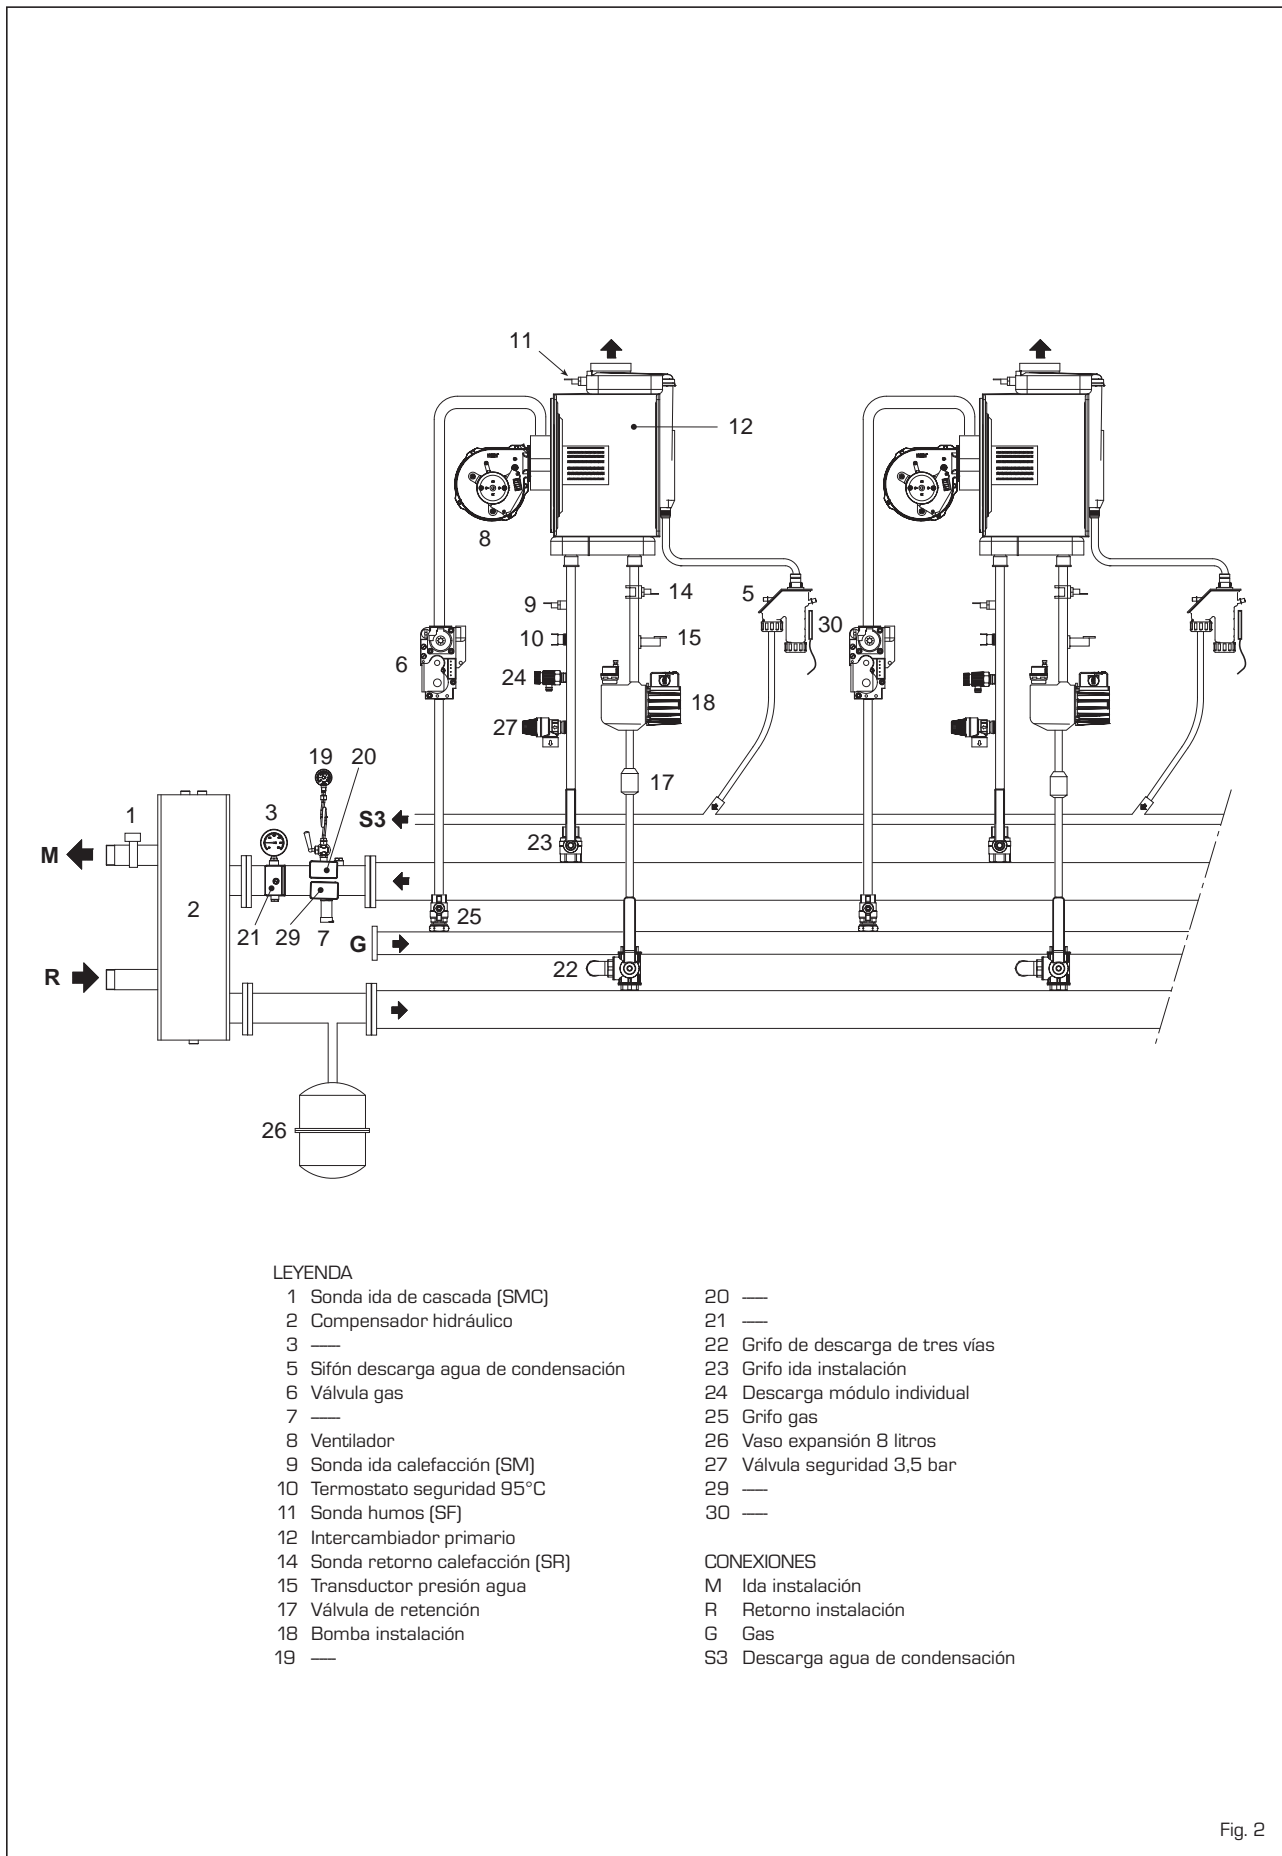 11
12
8
9
14
5
10
15
30
6
24
18
27
19
20
17
1
3
S3
M
23
2
25
21
29
7
G
22
R
26
LEYENDA
1 Sonda ida de cascada (SMC)
2 Compensador hidráulico
3 —
5 Sifón descarga agua de condensación
6 Válvula gas
7 —
8 Ventilador
9 Sonda ida calefacción (SM)
10 Termostato seguridad 95°C
11 Sonda humos (SF)
12 Intercambiador primario
14 Sonda retorno calefacción (SR)
15 Transductor presión agua
17 Válvula de retención
18 Bomba instalación
19 —
20 —
21 —
22 Grifo de descarga de tres vías
23 Grifo ida instalación
24 Descarga módulo individual
25 Grifo gas
26 Vaso expansión 8 litros
27 Válvula seguridad 3,5 bar
29 —
30 —
CONEXIONES
M Ida instalación
R Retorno instalación
G Gas
S3 Descarga agua de condensación
Fig. 2